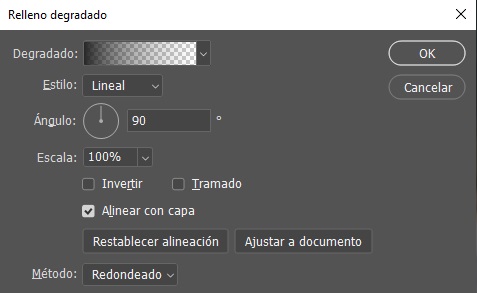 Relleno degradado
Degradado:
OK
Estilo: Lineal
Cancelar
Ángulo: 90 °
Escala: 100%
Invertir Tramado
Alinear con capa
Restablecer alineación Ajustar a documento
Método: Redondeado